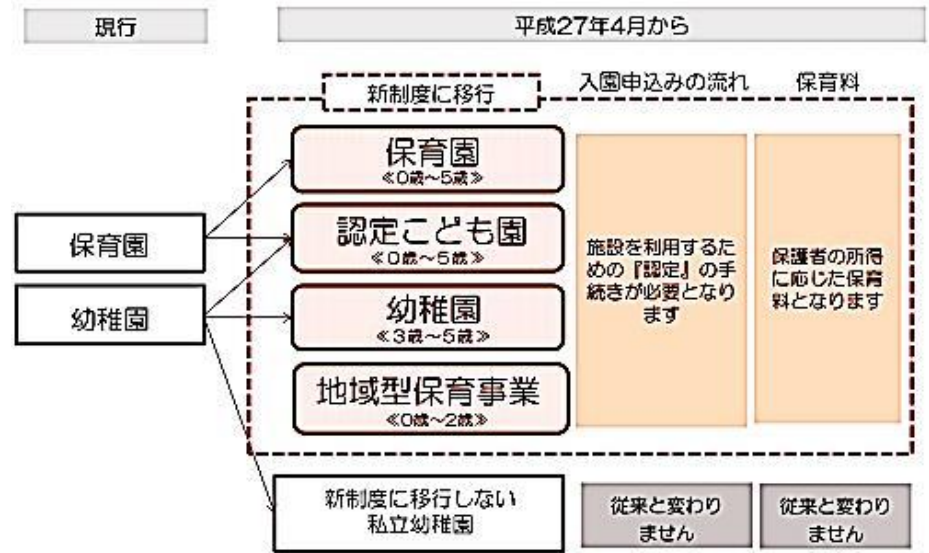 現行
平成27年4月から
新制度に移行
入園申込みの流れ
保育料
保育園
≪0歳～5歳≫
認定こども園
≪0歳～5歳≫
幼稚園
≪3歳～5歳≫
地域型保育事業
≪0歳～2歳≫
保育園
幼稚園
施設を利用するた
めの『認定』の手
続きが必要となり
ます
保護者の所得
に応じた保育
料となります
新制度に移行しない
私立幼稚園
従来と変わり
ません
従来と変わり
ません